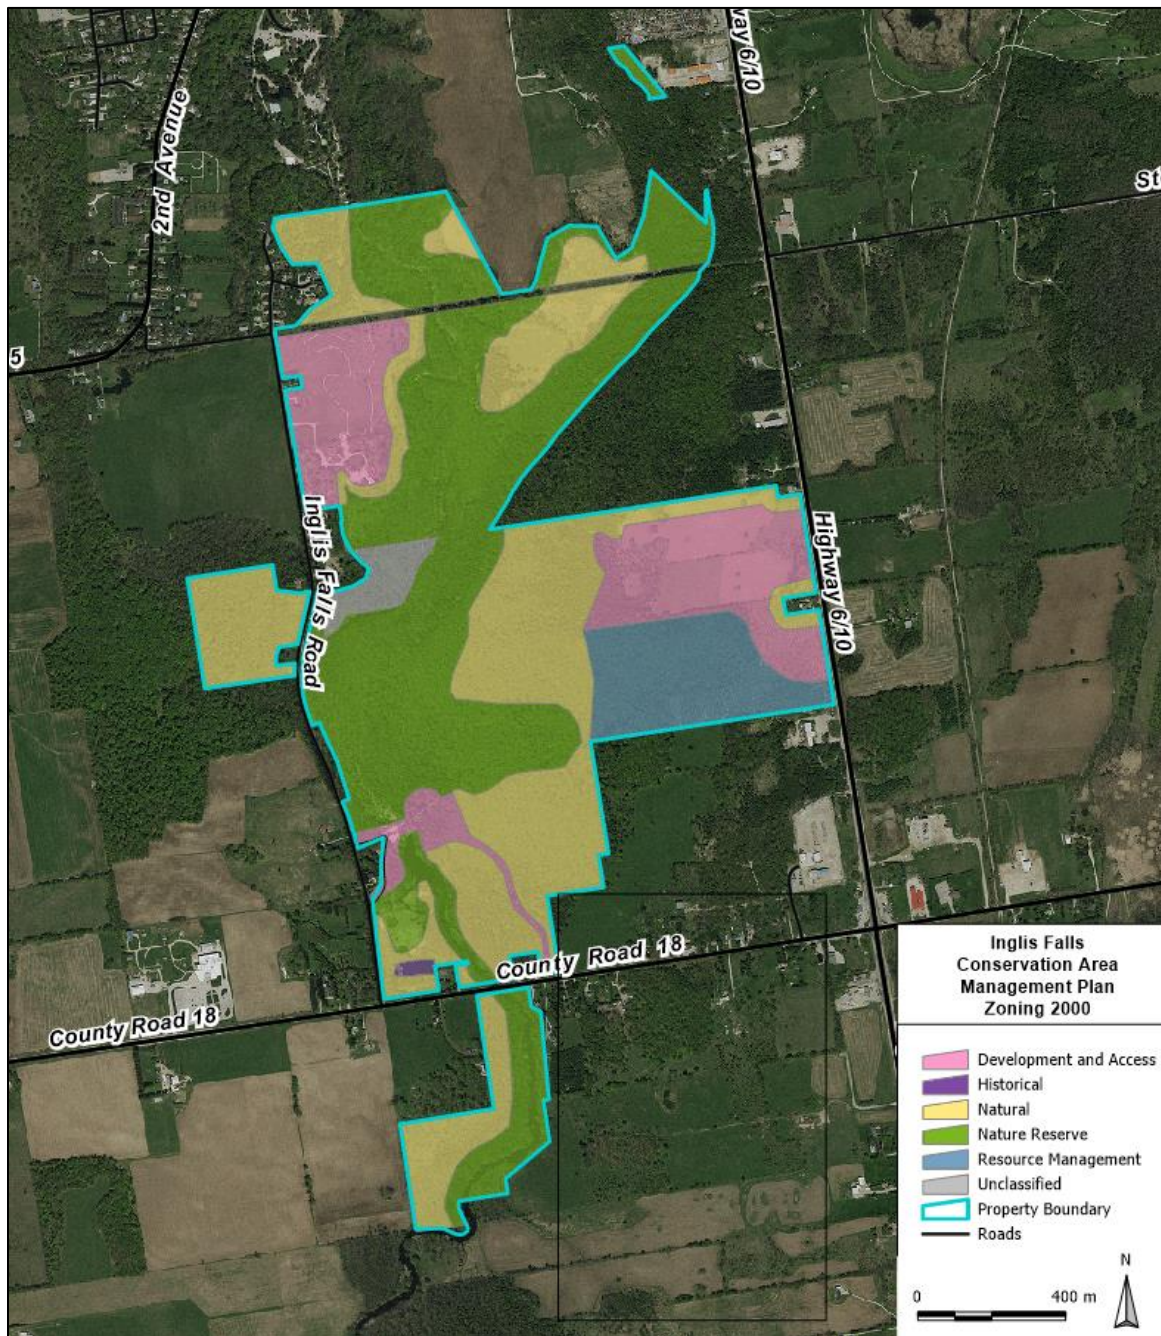 way 6/10
2nd Avenue
St
5
Inglis Falls Road
Highway 6/10
County Road 18
County Road 18
Inglis Falls
Conservation Area
Management Plan
Zoning 2000
Development and Access
Historical
Natural
Nature Reserve
Resource Management
Unclassified
Property Boundary
Roads
N
0 400 m